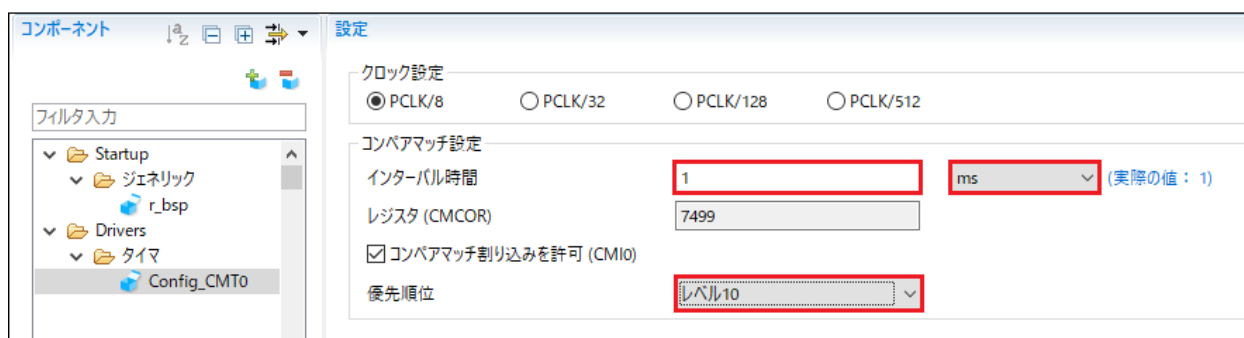 コンポーネント
設定
フィルタ入力
Startup
ジェネリック
r_bsp
Drivers
タイマ
Config_CMT0
クロック設定
PCLK/8 PCLK/32 PCLK/128 PCLK/512
コンペアマッチ設定
インターバル時間 1 ms (実際の値： 1)
レジスタ (CMCOR) 7499
コンペアマッチ割り込みを許可 (CMI0)
優先順位 レベル10